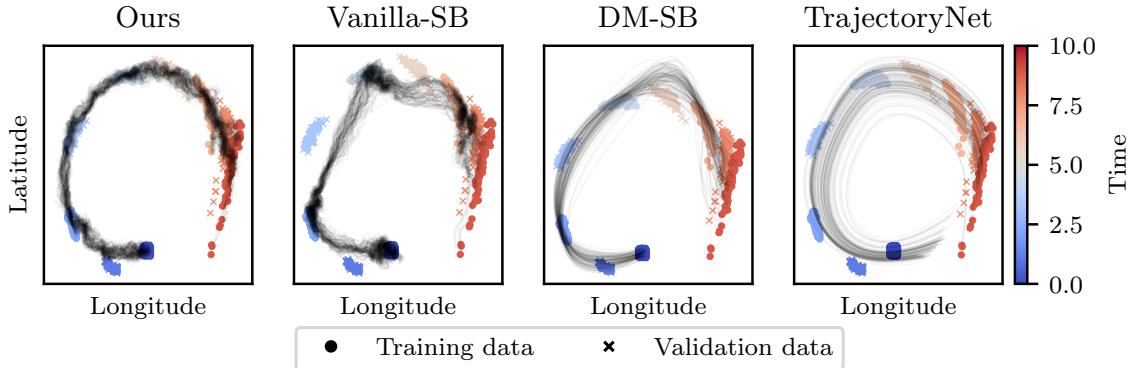 Ours Vanilla-SB DM-SB TrajectoryNet
Latitude
10.0
7.5
5.0
2.5
0.0
Time
Longitude Longitude Longitude Longitude
Training data Validation data